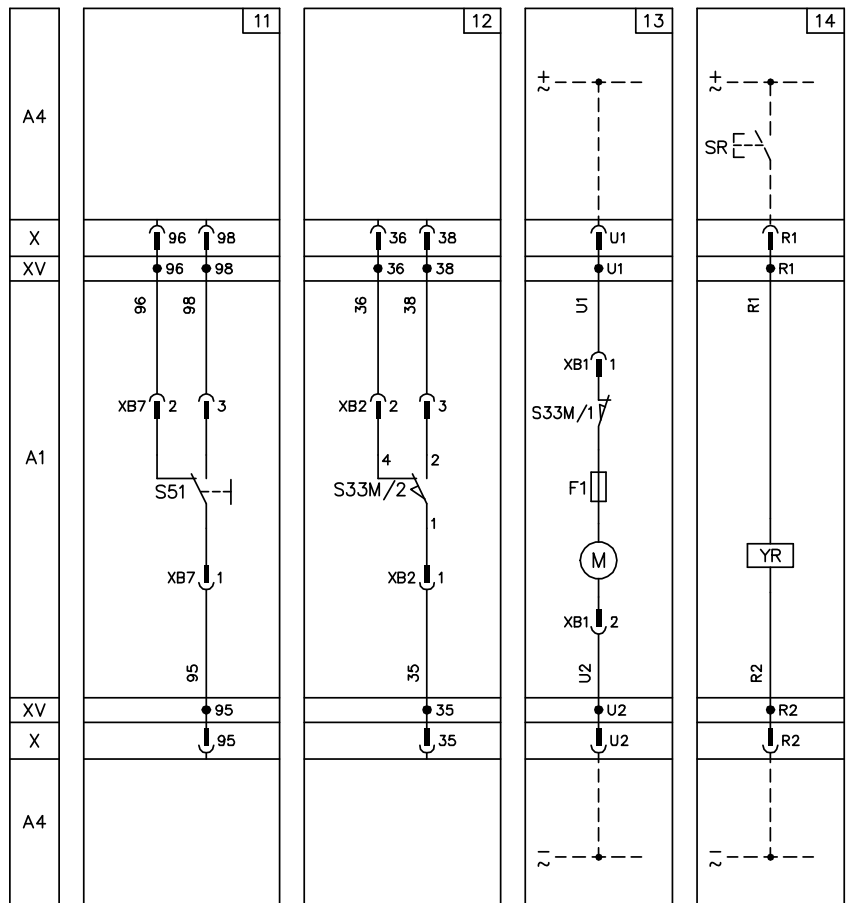 11 12 13 14
+
~
+
~
A4
SR
X 96 98 36 38 U1 R1
XV 96 98 36 38 U1 R1
96 98 36 38 U1 R1
XB1 1
XB7 2 3 XB2 2 3 S33M/1
A1 4 2
S51 S33M/2 F1
1
M YR
XB7 1 XB2 1
XB1 2
95 35 U2 R2
XV 95 35 U2 R2
X 95 35 U2 R2
A4
–
~
–
~